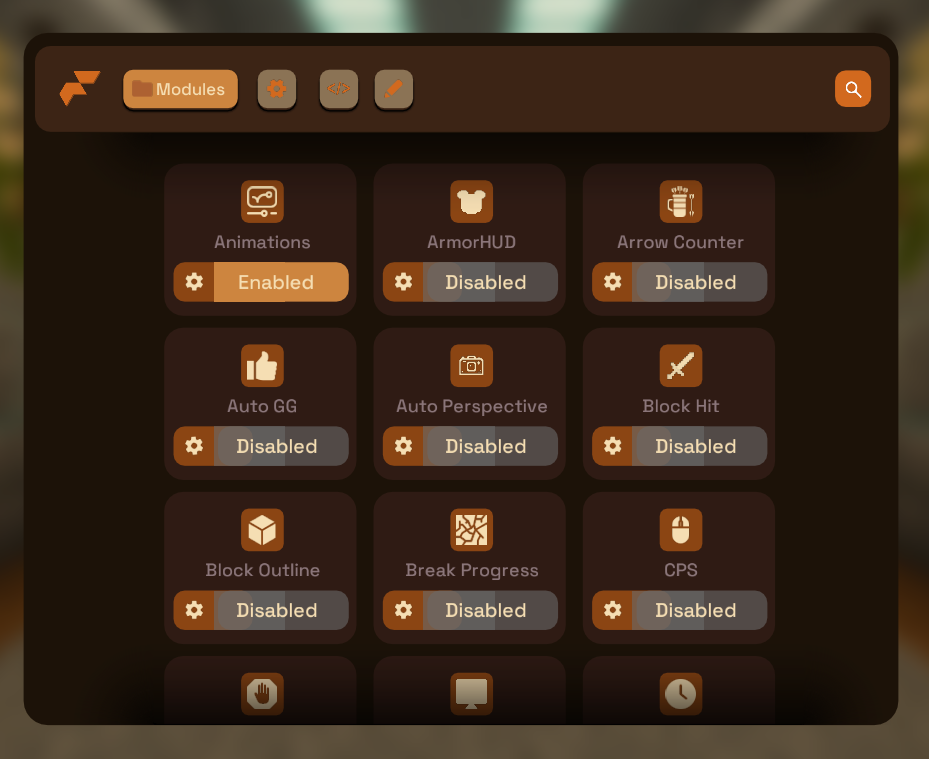 Modules
Animations
ArmorHUD
Arrow Counter
Enabled
Disabled
Disabled
Auto GG
Auto Perspective
Block Hit
Disabled
Disabled
Disabled
Block Outline
Break Progress
CPS
Disabled
Disabled
Disabled